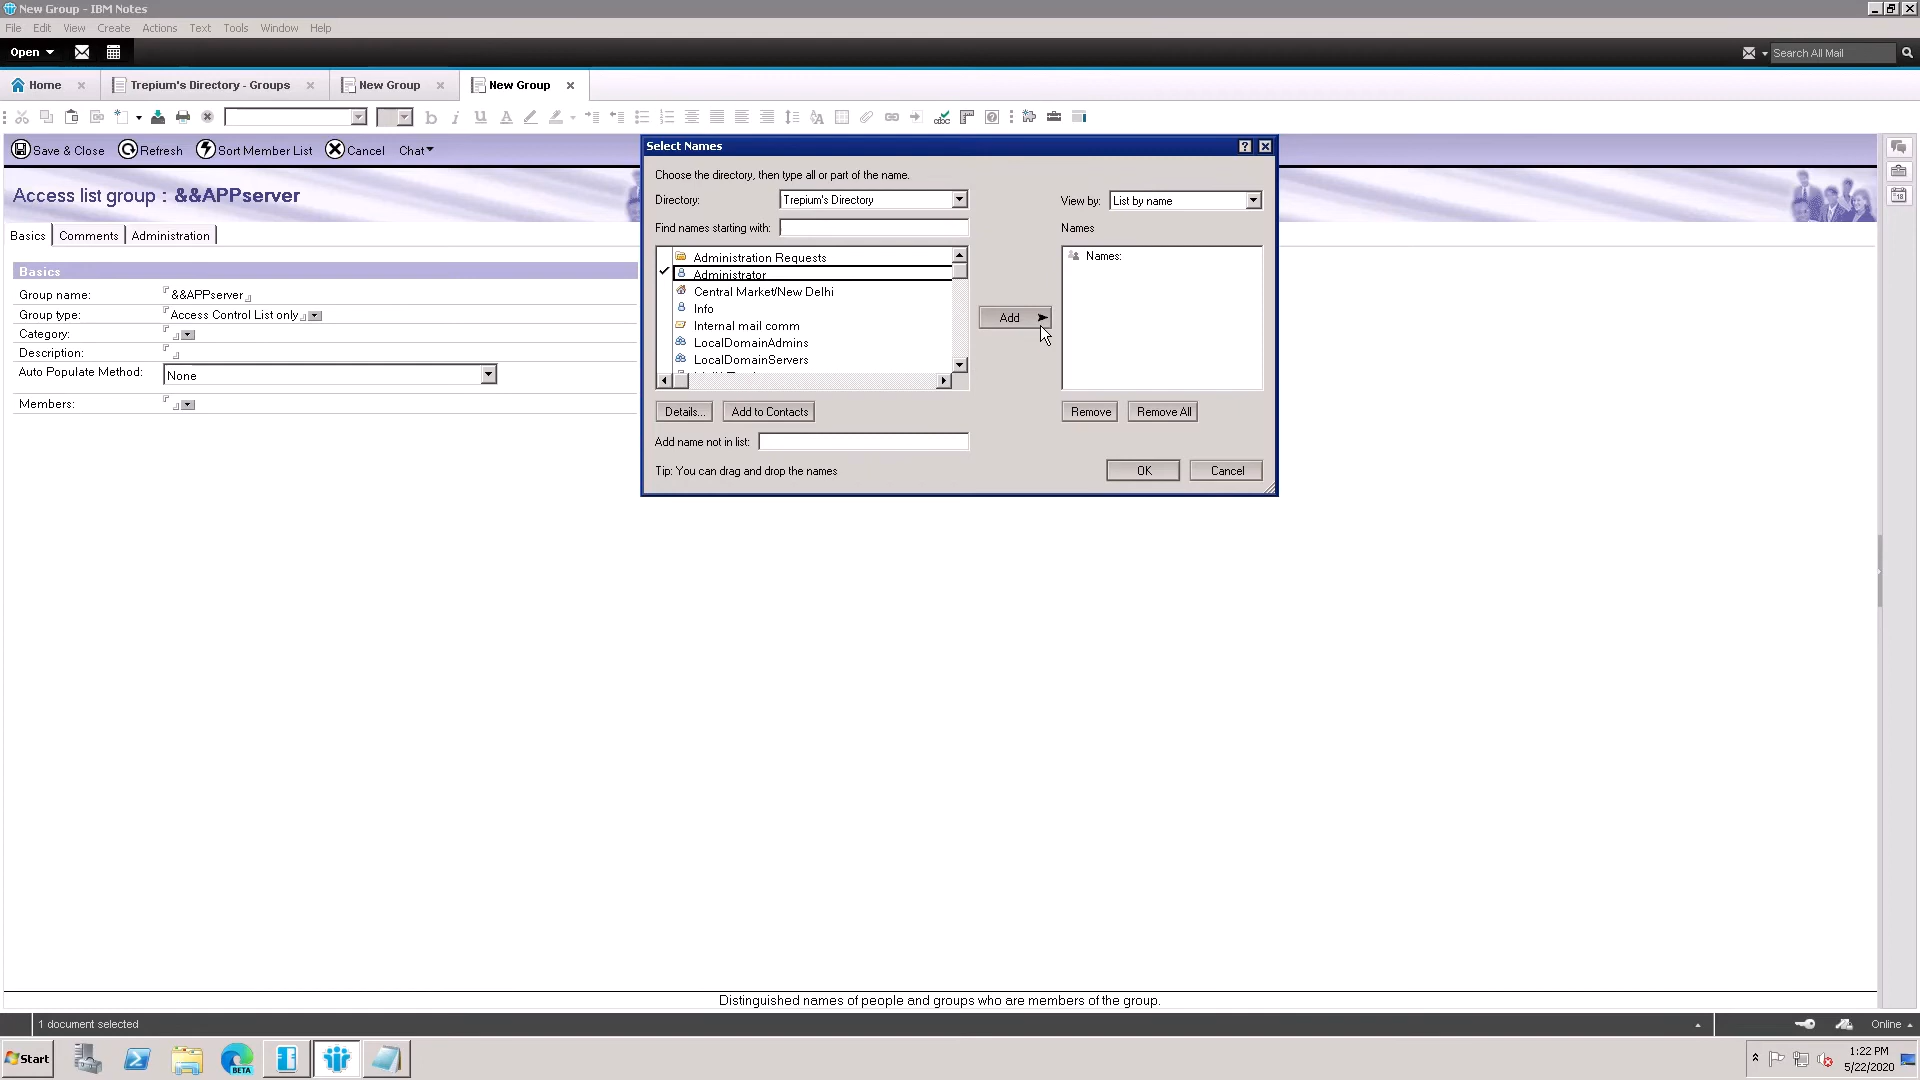 New Group - IBM Notes
File Edit View Create Actions Text Tools Window Help
Open Search All Mail
Home Trepium's Directory - Groups New Group New Group
Save & Close Refresh Sort Member List Cancel Chat
Access list group : &&APPserver
Basics Comments Administration
Basics
Group name: &&APPserver
Group type: Access Control List only
Category:
Description:
Auto Populate Method: None
Members:
Select Names
Choose the directory, then type all or part of the name.
Directory: Trepium's Directory
View by: List by name
Find names starting with:
Names
Administration Requests
Administrator
Central Market/New Delhi
Info
Internal mail comm
LocalDomainAdmins
LocalDomainServers
Add
Names:
Details... Add to Contacts
Remove Remove All
Add name not in list:
Tip: You can drag and drop the names
OK Cancel
Distinguished names of people and groups who are members of the group.
1 document selected
Online
Start
BETA
1:22 PM
5/22/2020